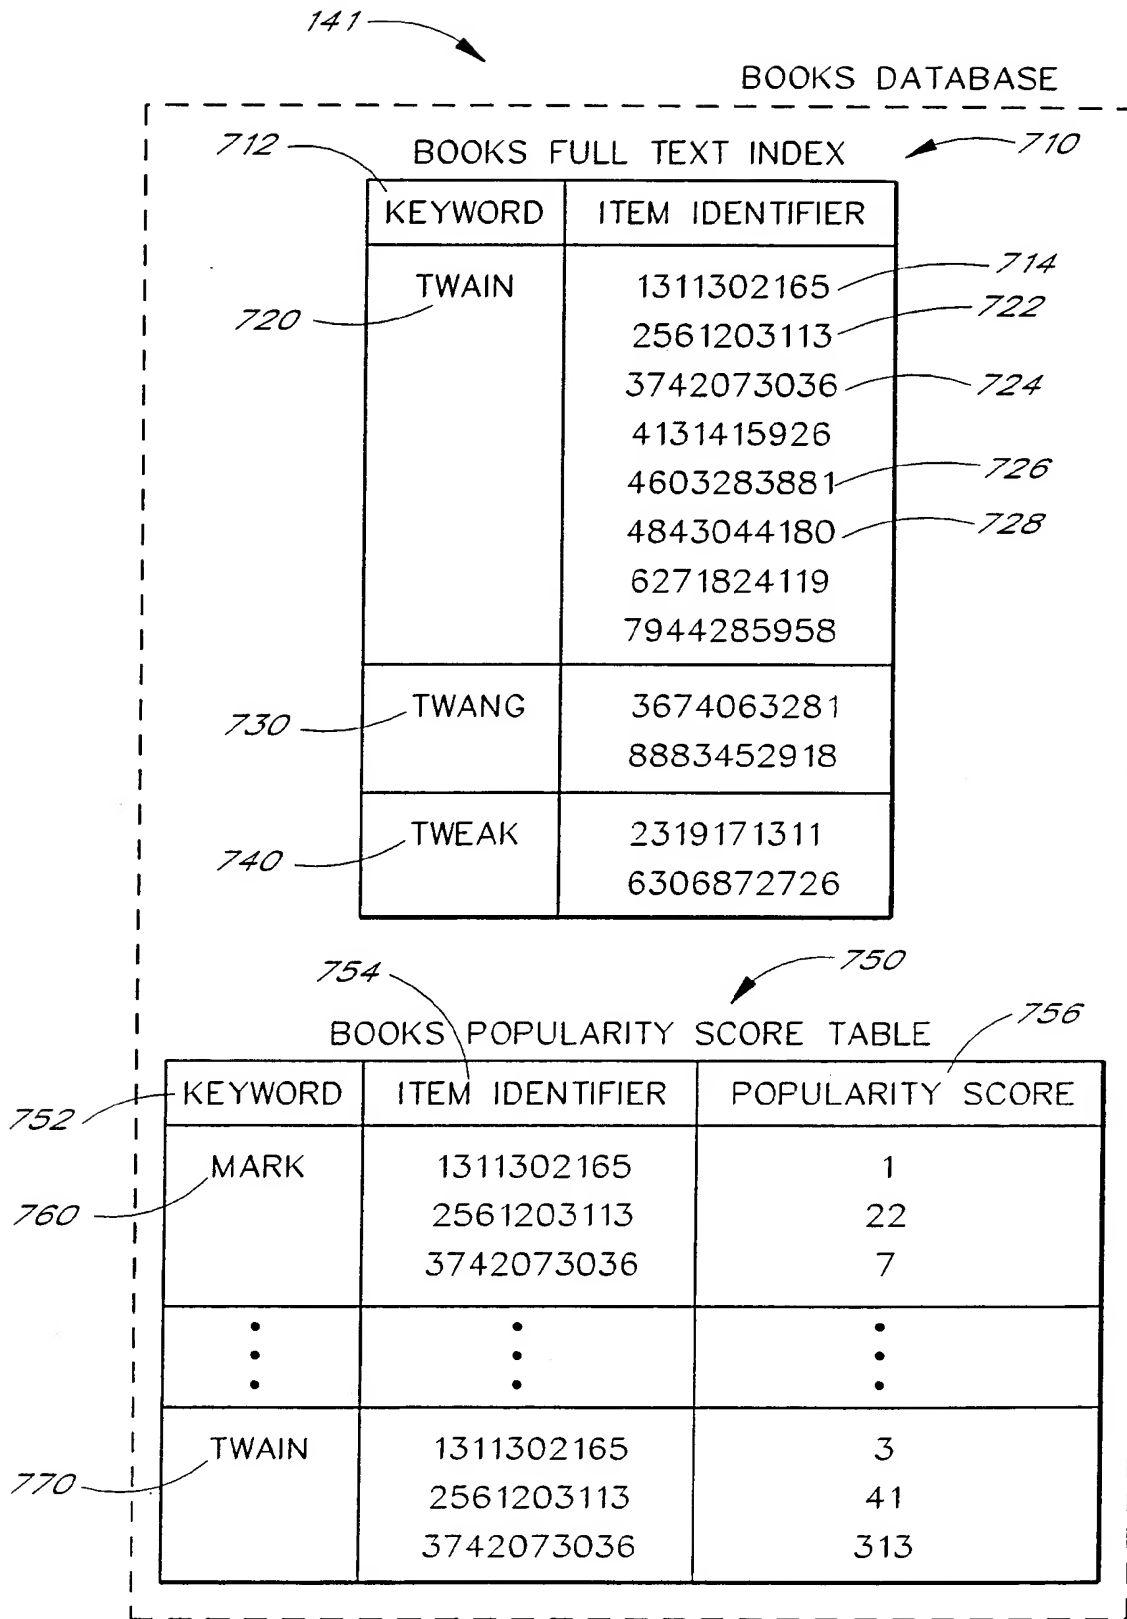 141
BOOKS DATABASE
712 BOOKS FULL TEXT INDEX 710
KEYWORD ITEM IDENTIFIER
TWAIN 1311302165 714
720 2561203113 722
3742073036 724
4131415926
4603283881 726
4843044180 728
6271824119
7944285958
730 TWANG 3674063281
8883452918
740 TWEAK 2319171311
6306872726
754 750
BOOKS POPULARITY SCORE TABLE 756
752 KEYWORD ITEM IDENTIFIER POPULARITY SCORE
MARK 1311302165 1
760 2561203113 22
3742073036 7
TWAIN 1311302165 3
770 2561203113 41
3742073036 313